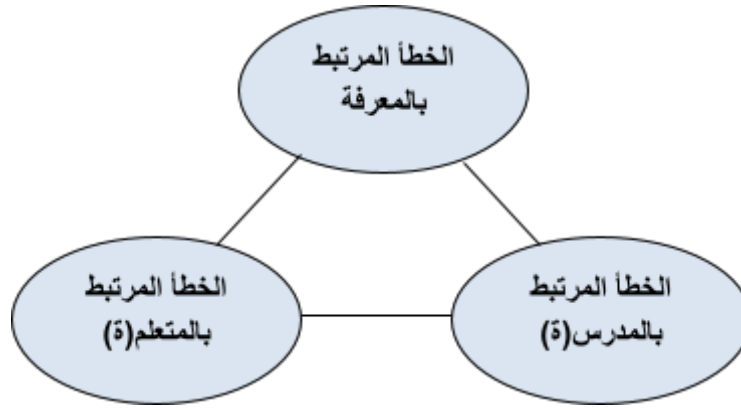 الخطأ المرتبط
بالمعرفة
الخطأ المرتبط
بالمدرس(ة)
الخطأ المرتبط
بالمتعلم(ة)